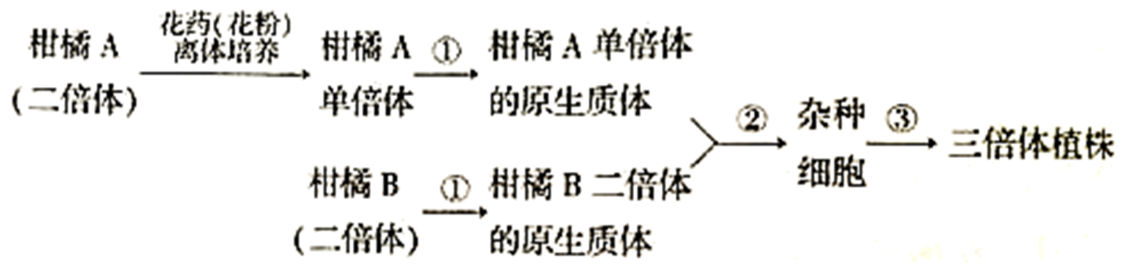 柑橘 A
(二倍体)
花药(花粉)
离体培养
柑橘 A
单倍体
①
柑橘 A 单倍体
的原生质体
柑橘 B
(二倍体)
①
柑橘 B 二倍体
的原生质体
②
杂种
细胞
③
三倍体植株